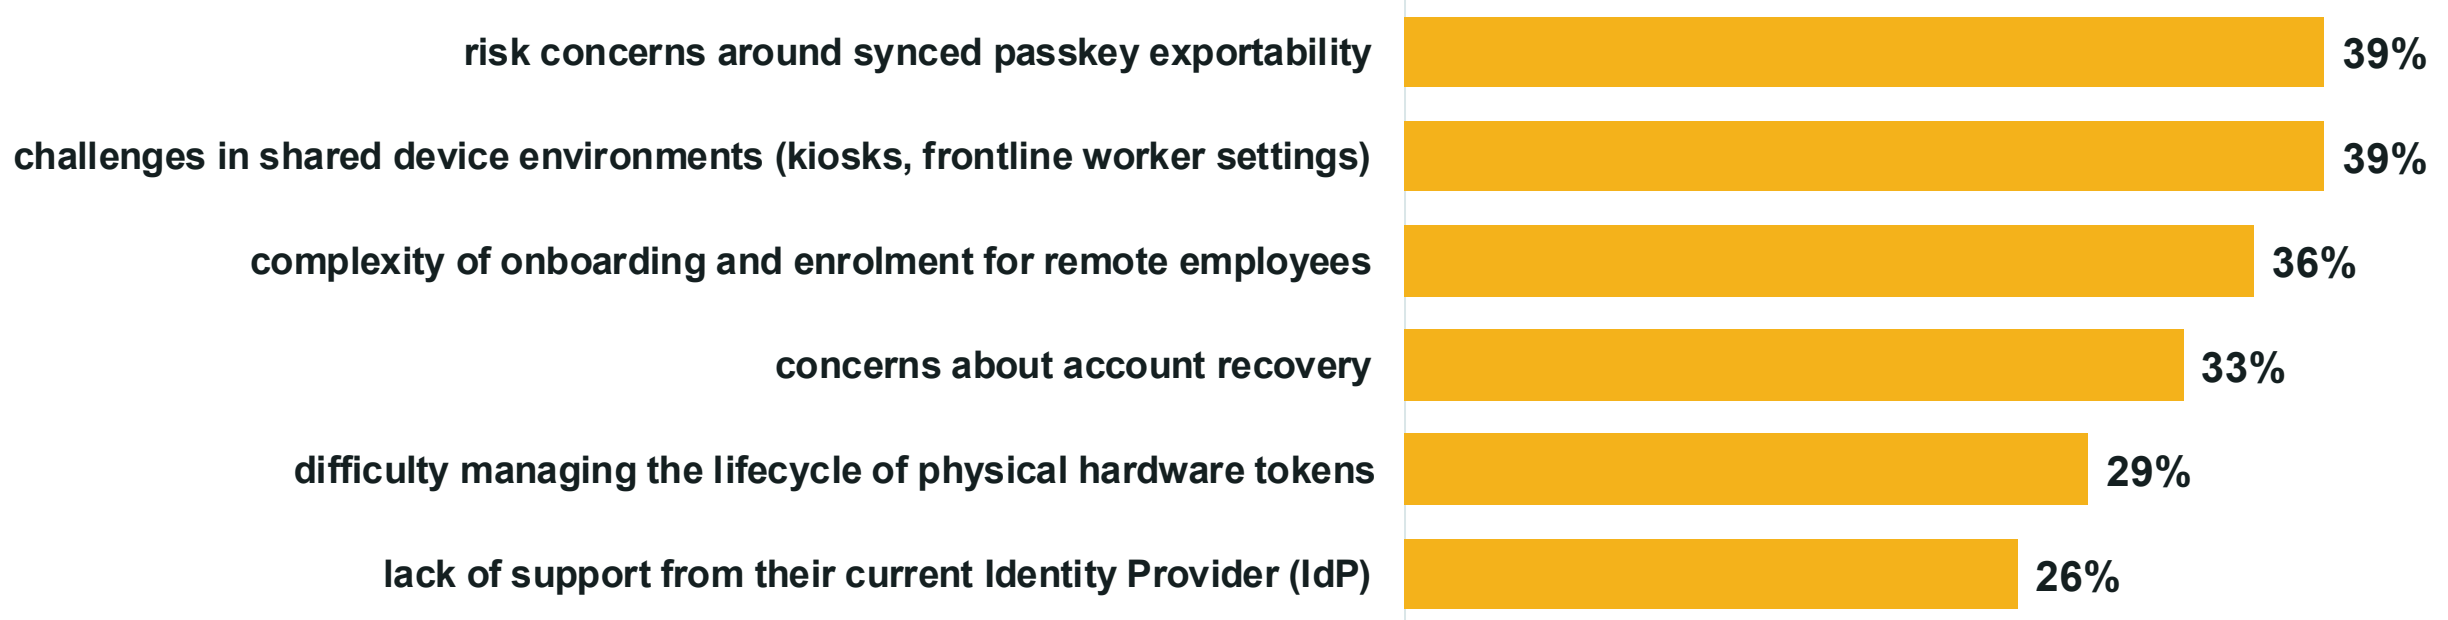 risk concerns around synced passkey exportability 39%
challenges in shared device environments (kiosks, frontline worker settings) 39%
complexity of onboarding and enrolment for remote employees 36%
concerns about account recovery 33%
difficulty managing the lifecycle of physical hardware tokens 29%
lack of support from their current Identity Provider (IdP) 26%